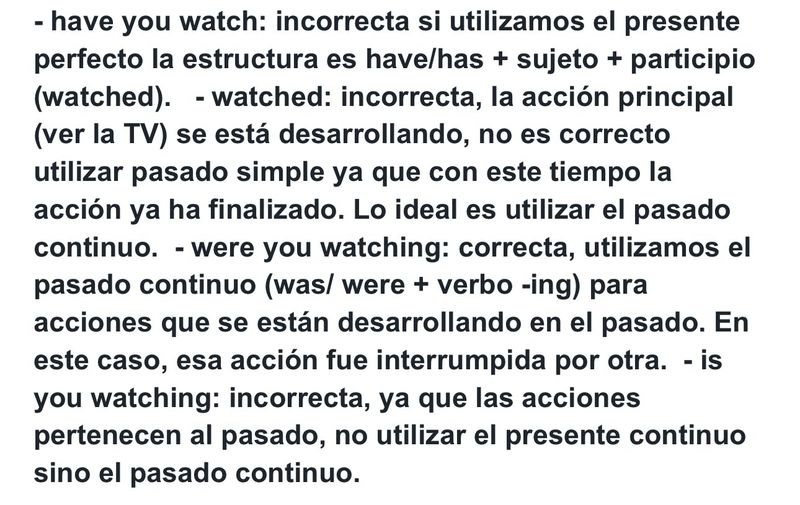 - have you watch: incorrecta si utilizamos el presente
perfecto la estructura es have/has + sujeto + participio
(watched).   - watched: incorrecta, la acción principal
(ver la TV) se está desarrollando, no es correcto
utilizar pasado simple ya que con este tiempo la
acción ya ha finalizado. Lo ideal es utilizar el pasado
continuo.  - were you watching: correcta, utilizamos el
pasado continuo (was/ were + verbo -ing) para
acciones que se están desarrollando en el pasado. En
este caso, esa acción fue interrumpida por otra.  - is
you watching: incorrecta, ya que las acciones
pertenecen al pasado, no utilizar el presente continuo
sino el pasado continuo.